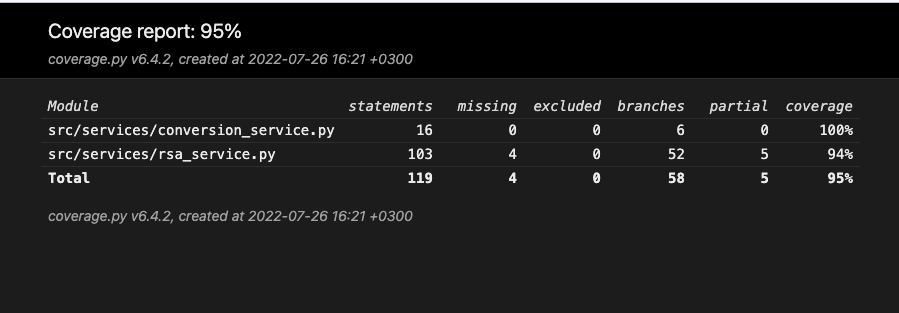 Coverage report: 95%
coverage.py v6.4.2, created at 2022-07-26 16:21 +0300
Module statements missing excluded branches partial coverage
src/services/conversion_service.py 16 0 0 6 0 100%
src/services/rsa_service.py 103 4 0 52 5 94%
Total 119 4 0 58 5 95%
coverage.py v6.4.2, created at 2022-07-26 16:21 +0300